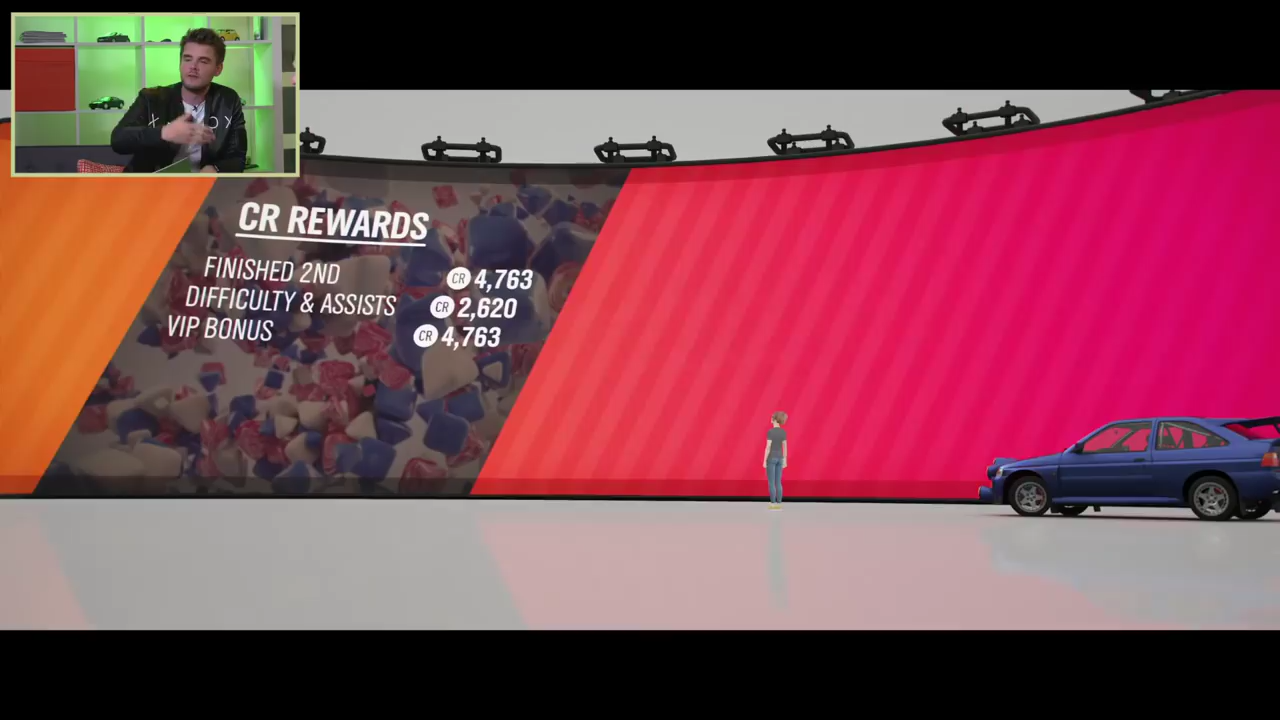 CR REWARDS
FINISHED 2ND CR 4,763
DIFFICULTY & ASSISTS CR 2,620
VIP BONUS CR 4,763